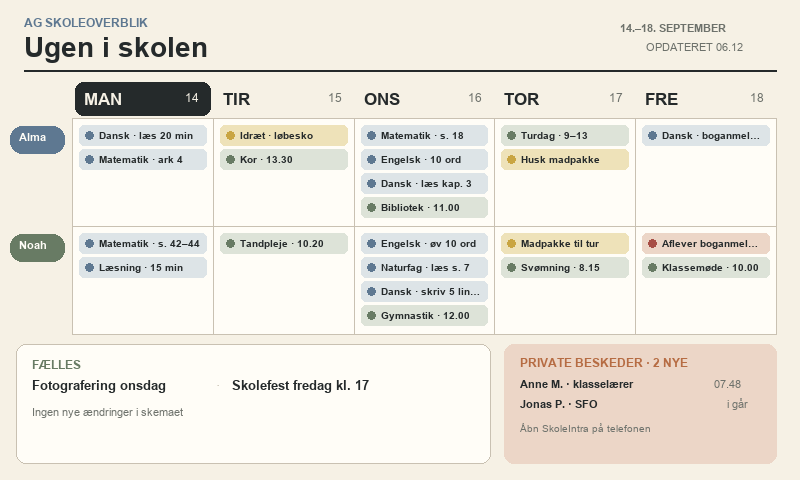 AG SKOLEOVERBLIK
Ugen i skolen
14.–18. SEPTEMBER
OPDATERET 06.12
MAN 14
TIR 15
ONS 16
TOR 17
FRE 18
Alma
Dansk · læs 20 min
Matematik · ark 4
Idræt · løbesko
Kor · 13.30
Matematik · s. 18
Engelsk · 10 ord
Dansk · læs kap. 3
Bibliotek · 11.00
Turdag · 9–13
Husk madpakke
Dansk · boganmel...
Noah
Matematik · s. 42–44
Læsning · 15 min
Tandpleje · 10.20
Engelsk · øv 10 ord
Naturfag · læs s. 7
Dansk · skriv 5 lin...
Gymnastik · 12.00
Madpakke til tur
Svømning · 8.15
Aflever boganmel...
Klassemøde · 10.00
FÆLLES
Fotografering onsdag · Skolefest fredag kl. 17
Ingen nye ændringer i skemaet
PRIVATE BESKEDER · 2 NYE
Anne M. · klasselærer 07.48
Jonas P. · SFO i går
Åbn SkoleIntra på telefonen